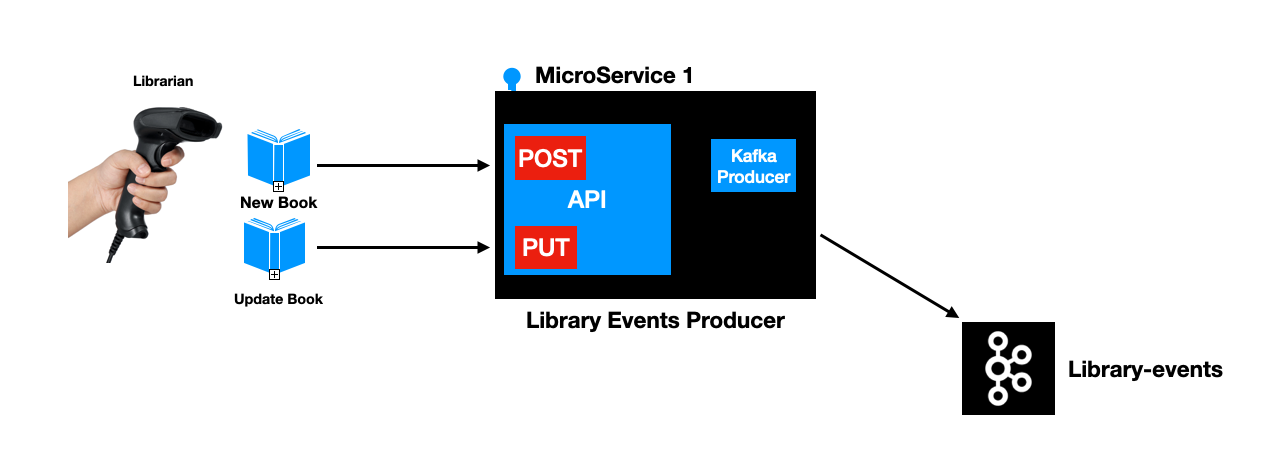 Librarian
MicroService 1
POST
Kafka
Producer
API
New Book
PUT
Update Book
Library Events Producer
Library-events